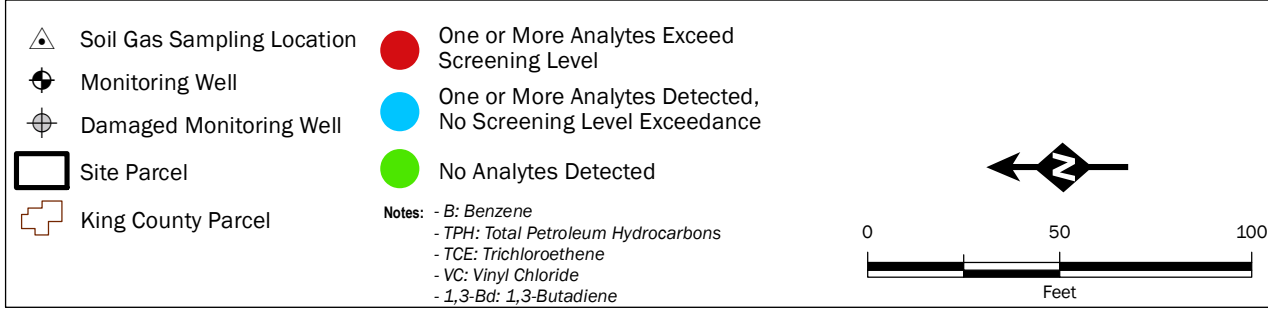 Soil Gas Sampling Location
Monitoring Well
Damaged Monitoring Well
Site Parcel
King County Parcel
One or More Analytes Exceed
Screening Level
One or More Analytes Detected,
No Screening Level Exceedance
No Analytes Detected
Notes: - B: Benzene
- TPH: Total Petroleum Hydrocarbons
- TCE: Trichloroethene
- VC: Vinyl Chloride
- 1,3-Bd: 1,3-Butadiene
N
0 50 100
Feet